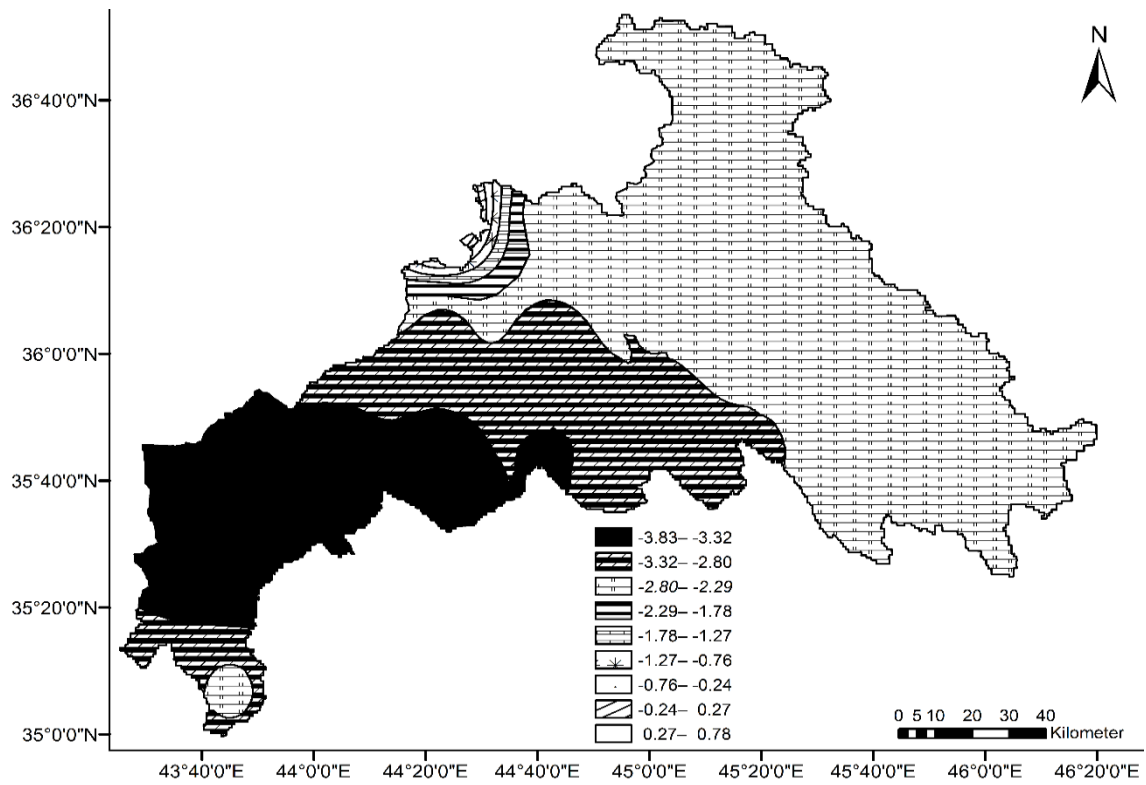 N
36°40'0"N
36°20'0"N
36°0'0"N
35°40'0"N
35°20'0"N
35°0'0"N
-3.83– -3.32
-3.32– -2.80
-2.80– -2.29
-2.29– -1.78
-1.78– -1.27
-1.27– -0.76
-0.76– -0.24
-0.24– 0.27
0.27– 0.78
0 5 10 20 30 40
Kilometer
43°40'0"E 44°0'0"E 44°20'0"E 44°40'0"E 45°0'0"E 45°20'0"E 45°40'0"E 46°0'0"E 46°20'0"E